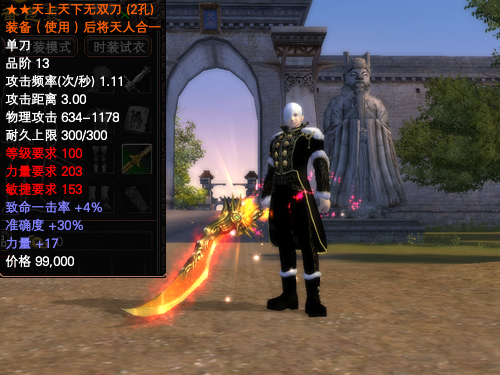 ★★天上天下无双刀 (2孔)
装备（使用）后将天人合一
单刀
装模式
时装试衣
品阶 13
攻击频率(次/秒) 1.11
攻击距离 3.00
物理攻击 634-1178
耐久上限 300/300
等级要求 100
力量要求 203
敏捷要求 153
致命一击率 +4%
准确度 +30%
力量 +17
价格 99,000